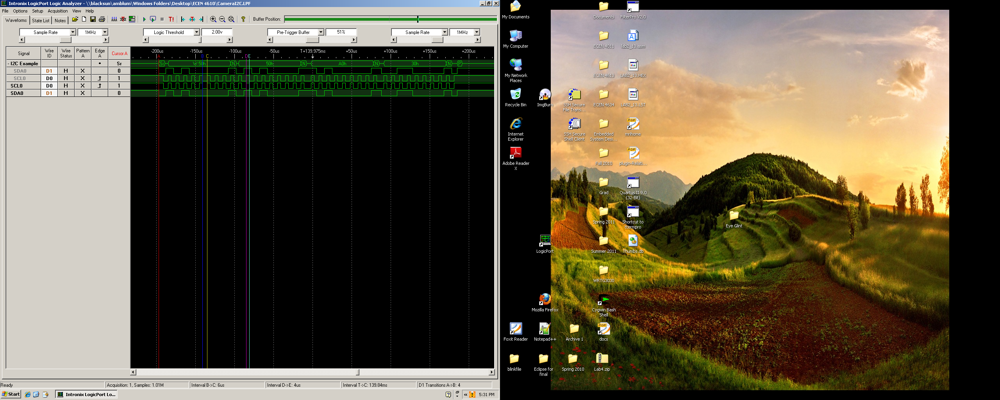 Intronix LogicPort Logic Analyzer - \\blacksun\amblum\Windows Folders\Desktop\ECEN 4610\CameraI2C.LPF
File Options Setup Acquisition View Help
Waveforms State List Notes T! Buffer Position:
Sample Rate 1MHz Logic Threshold 2.00v Pre-Trigger Buffer 51% Sample Rate 1MHz
Signal Wire ID Wire Status Pattern A Edge A Cursor A
-200us -150us -100us -50us T+139.975ms +50us +100us +150us +200us
A B C D E
- I2C Example Sr Sr W:50h N 50h N A0h N 30h N P
SDA0 D1 H X 0
SCL0 D0 H X 1
SCL0 D0 H X 1
SDA0 D1 H X 0
Ready Acquisition: 1, Samples: 1.01M Interval B->C: 6us Interval D->E: 4us Interval T->C: 139.84ms D1 Transitions A->B: 4
Start Intronix LogicPort Lo... 5:31 PM
My Documents
Documents
FilterPro V2.0
My Computer
ECEN 4011
lab2_13.asm
My Network
Places
ECEN 4613
LAB2_13.HEX
Recycle Bin
ImgBurn
SSH Secure
File Trans...
ECEN 4634
LAB2_13.LST
Internet
Explorer
SSH Secure
Shell Client
Embedded
System Desi...
mrihome
Adobe Reader
X
Fall 2010
plugin-Relati...
Grad
Quartus II 9.0
(32-Bit)
Spring 2011
Shortcut to
ttermpro
Eye Glint
LogicPort
Summer 2011
Thumbs.db
WRTG3030
Mozilla Firefox
Cygwin Bash
Shell
Foxit Reader
Notepad++
Archive 1
docs
blinkfile
Eclipse for
final
Spring 2010
Lab4.zip